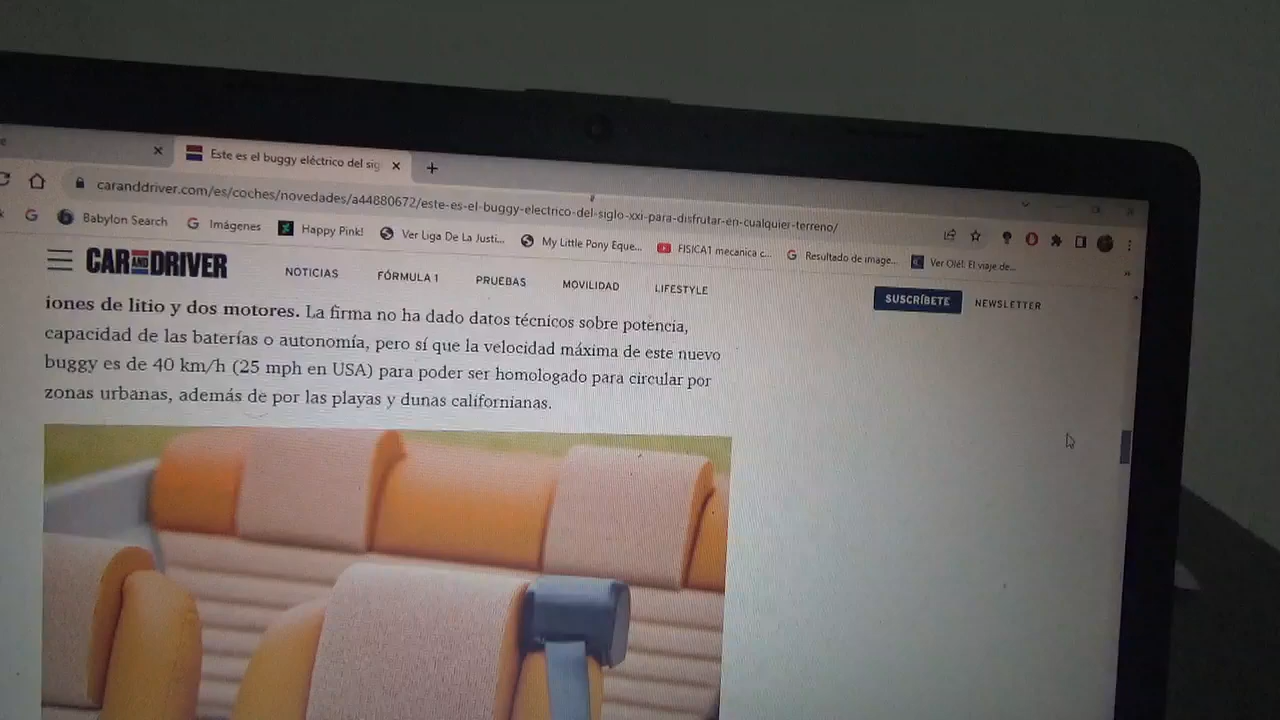 Este es el buggy eléctrico del sig
caranddriver.com/es/coches/novedades/a44880672/este-es-el-buggy-electrico-del-siglo-xxi-para-disfrutar-en-cualquier-terreno/
Babylon Search
Imágenes
Happy Pink!
Ver Liga De La Justi...
My Little Pony Eque...
FISICA1 mecanica c...
Resultado de image...
Ver Olé!: El viaje de...
CAR AND DRIVER
NOTICIAS
FÓRMULA 1
PRUEBAS
MOVILIDAD
LIFESTYLE
SUSCRÍBETE
NEWSLETTER
iones de litio y dos motores. La firma no ha dado datos técnicos sobre potencia,
capacidad de las baterías o autonomía, pero sí que la velocidad máxima de este nuevo
buggy es de 40 km/h (25 mph en USA) para poder ser homologado para circular por
zonas urbanas, además de por las playas y dunas californianas.